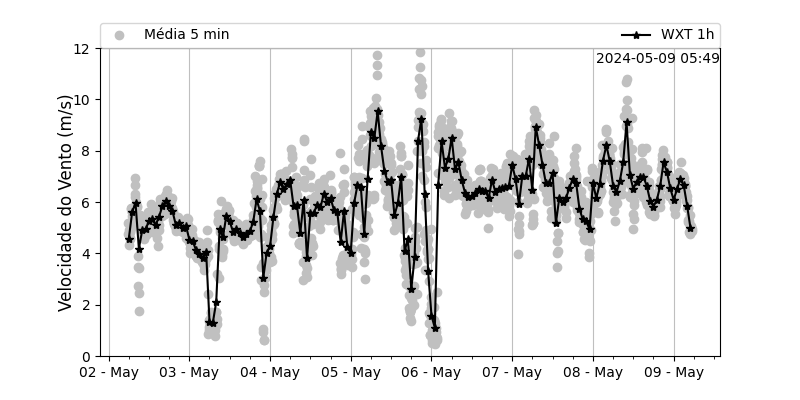 Média 5 min
WXT 1h
2024-05-09 05:49
Velocidade do Vento (m/s)
12
10
8
6
4
2
0
02 - May
03 - May
04 - May
05 - May
06 - May
07 - May
08 - May
09 - May